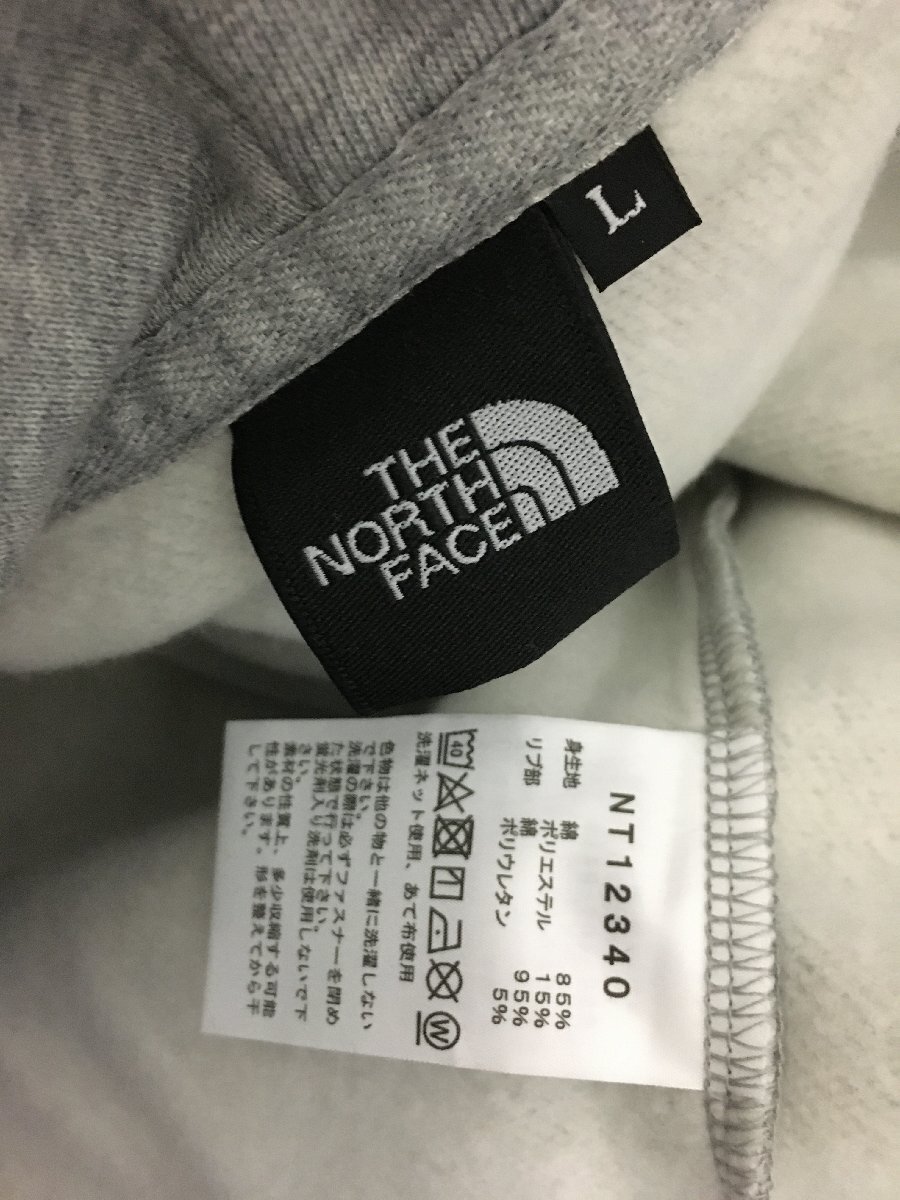 L
THE
NORTH
FACE
NT12340
身生地 綿 85%
ポリエステル 15%
リブ部 綿 95%
ポリウレタン 5%
40
W
洗濯ネット使用、あて布使用
色物は他の物と一緒に洗濯しない
で下さい。
洗濯の際は必ずファスナーを閉め
た状態で行って下さい。
蛍光剤入り洗剤は使用しないで下
さい。
素材の性質上、多少収縮する可能
性があります。形を整えてから干
して下さい。